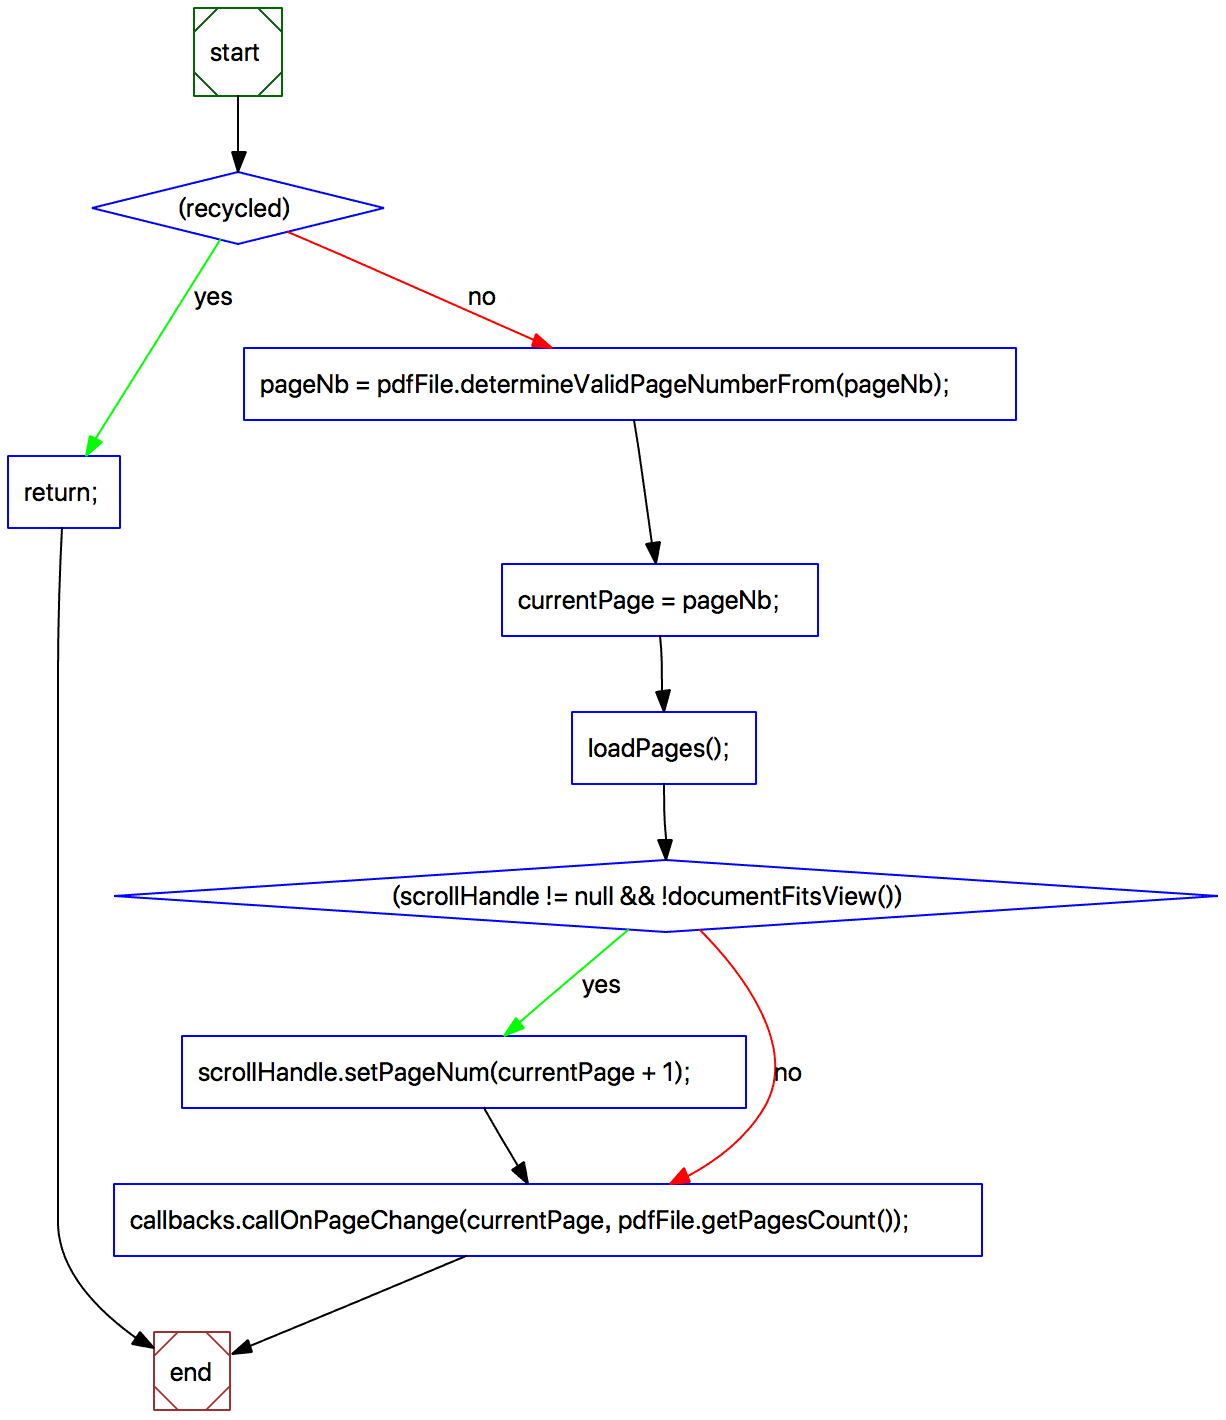 start
(recycled)
yes
no
pageNb = pdfFile.determineValidPageNumberFrom(pageNb);
return;
currentPage = pageNb;
loadPages();
(scrollHandle != null && !documentFitsView())
yes
scrollHandle.setPageNum(currentPage + 1);
no
callbacks.callOnPageChange(currentPage, pdfFile.getPagesCount());
end